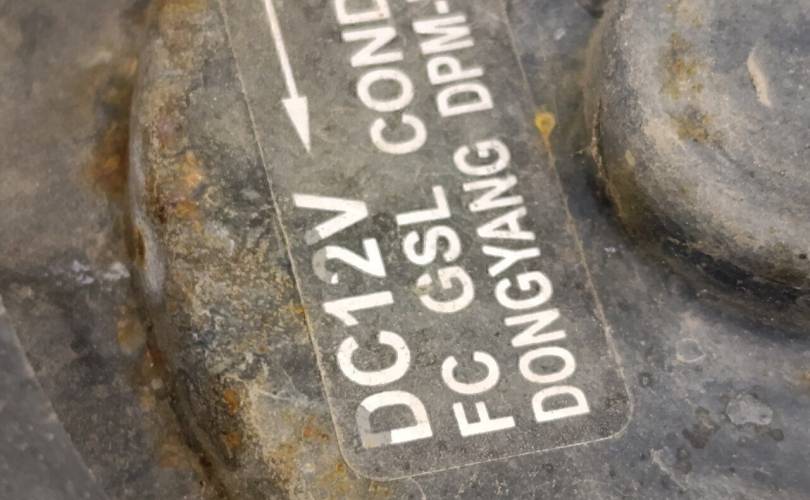 DC12V
FC GSL COND
DONGYANG DPM-